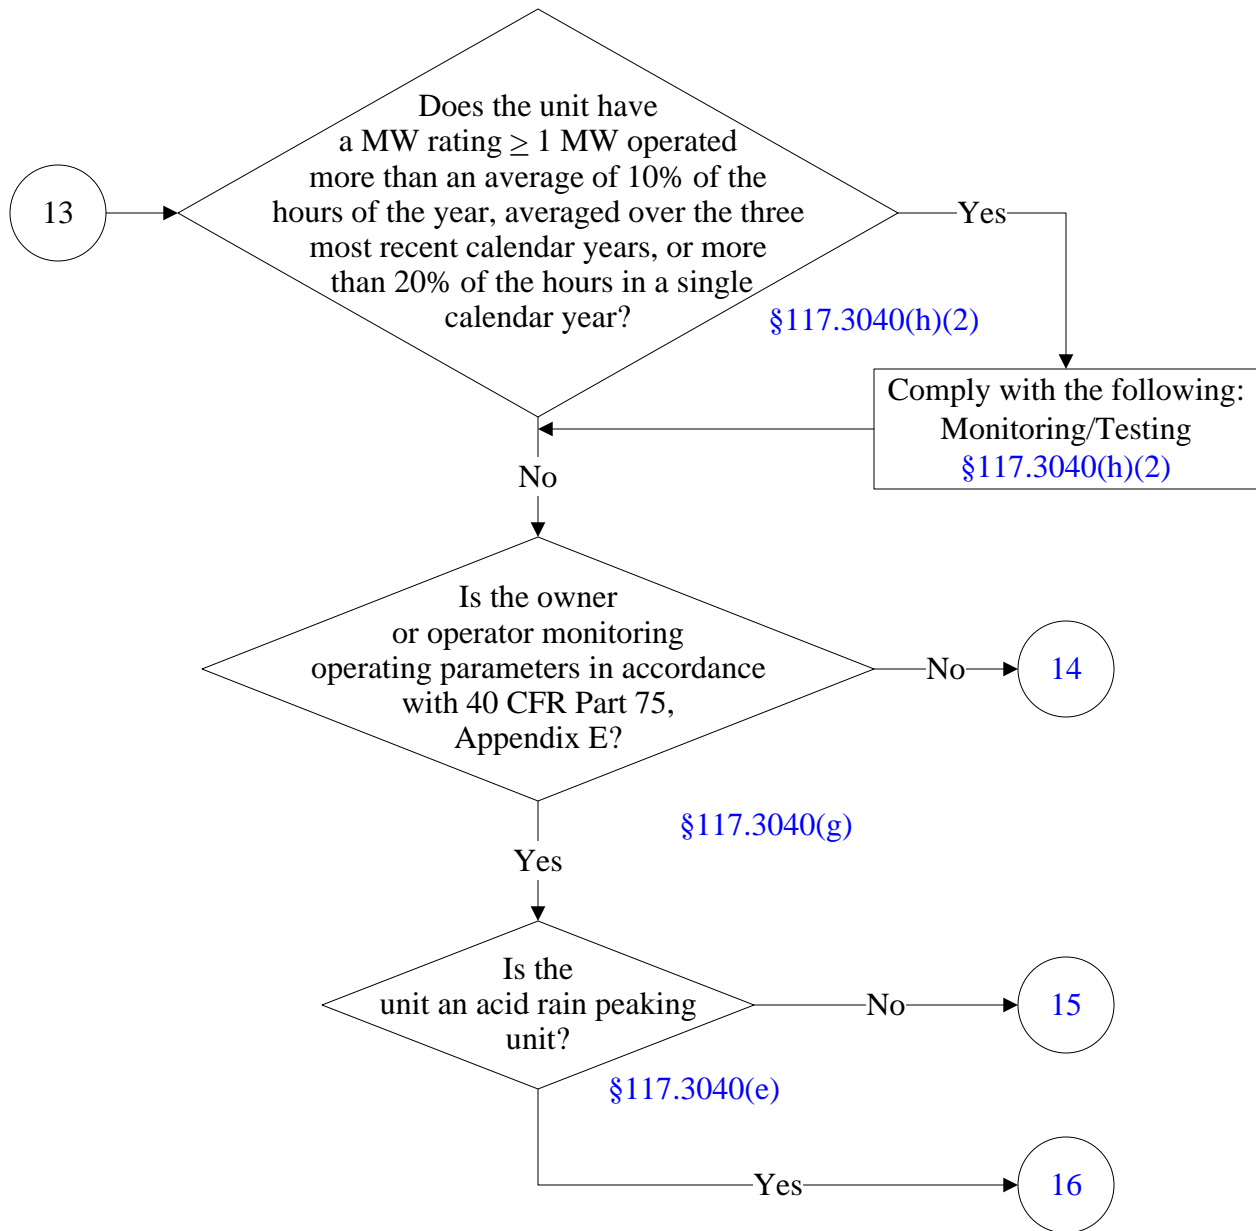 Does the unit have
a MW rating ≥ 1 MW operated
more than an average of 10% of the
hours of the year, averaged over the three
most recent calendar years, or more
than 20% of the hours in a single
calendar year?
13
Yes
§117.3040(h)(2)
Comply with the following:
Monitoring/Testing
§117.3040(h)(2)
No
Is the owner
or operator monitoring
operating parameters in accordance
with 40 CFR Part 75,
Appendix E?
No
14
§117.3040(g)
Yes
Is the
unit an acid rain peaking
unit?
No
15
§117.3040(e)
Yes
16